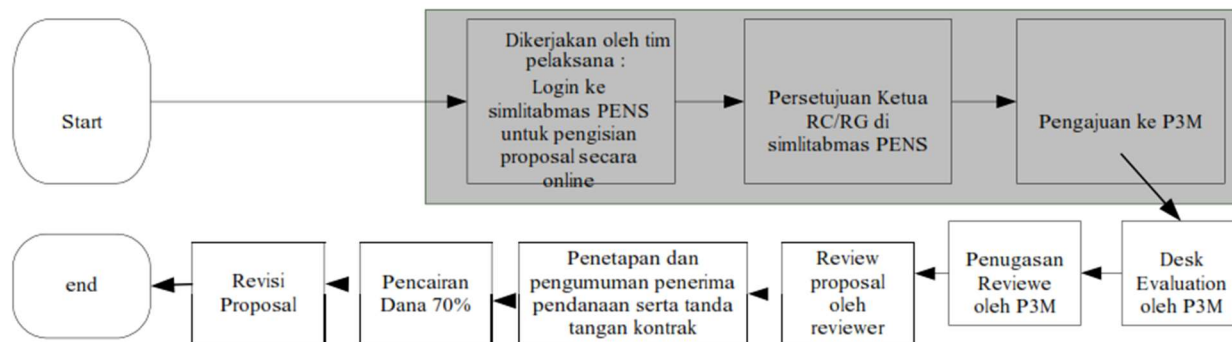 Start
Dikerjakan oleh tim
pelaksana :
Login ke
simlitabmas PENS
untuk pengisian
proposal secara
online
Persetujuan Ketua
RC/RG di
simlitabmas PENS
Pengajuan ke P3M
Desk
Evaluation
oleh P3M
Penugasan
Reviewe
oleh P3M
Review
proposal
oleh
reviewer
Penetapan dan
pengumuman penerima
pendanaan serta tanda
tangan kontrak
Pencairan
Dana 70%
Revisi
Proposal
end